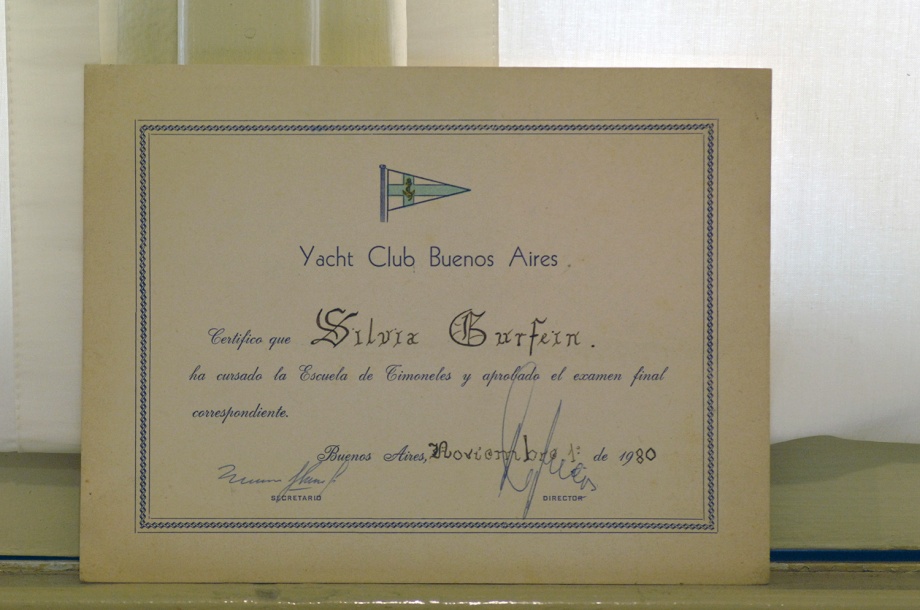 Yacht Club Buenos Aires
Certifico que Silvia Gurfein.
ha cursado la Escuela de Timoneles y aprobado el examen final
correspondiente.
Buenos Aires, Noviembre 1º de 1980
SECRETARIO DIRECTOR